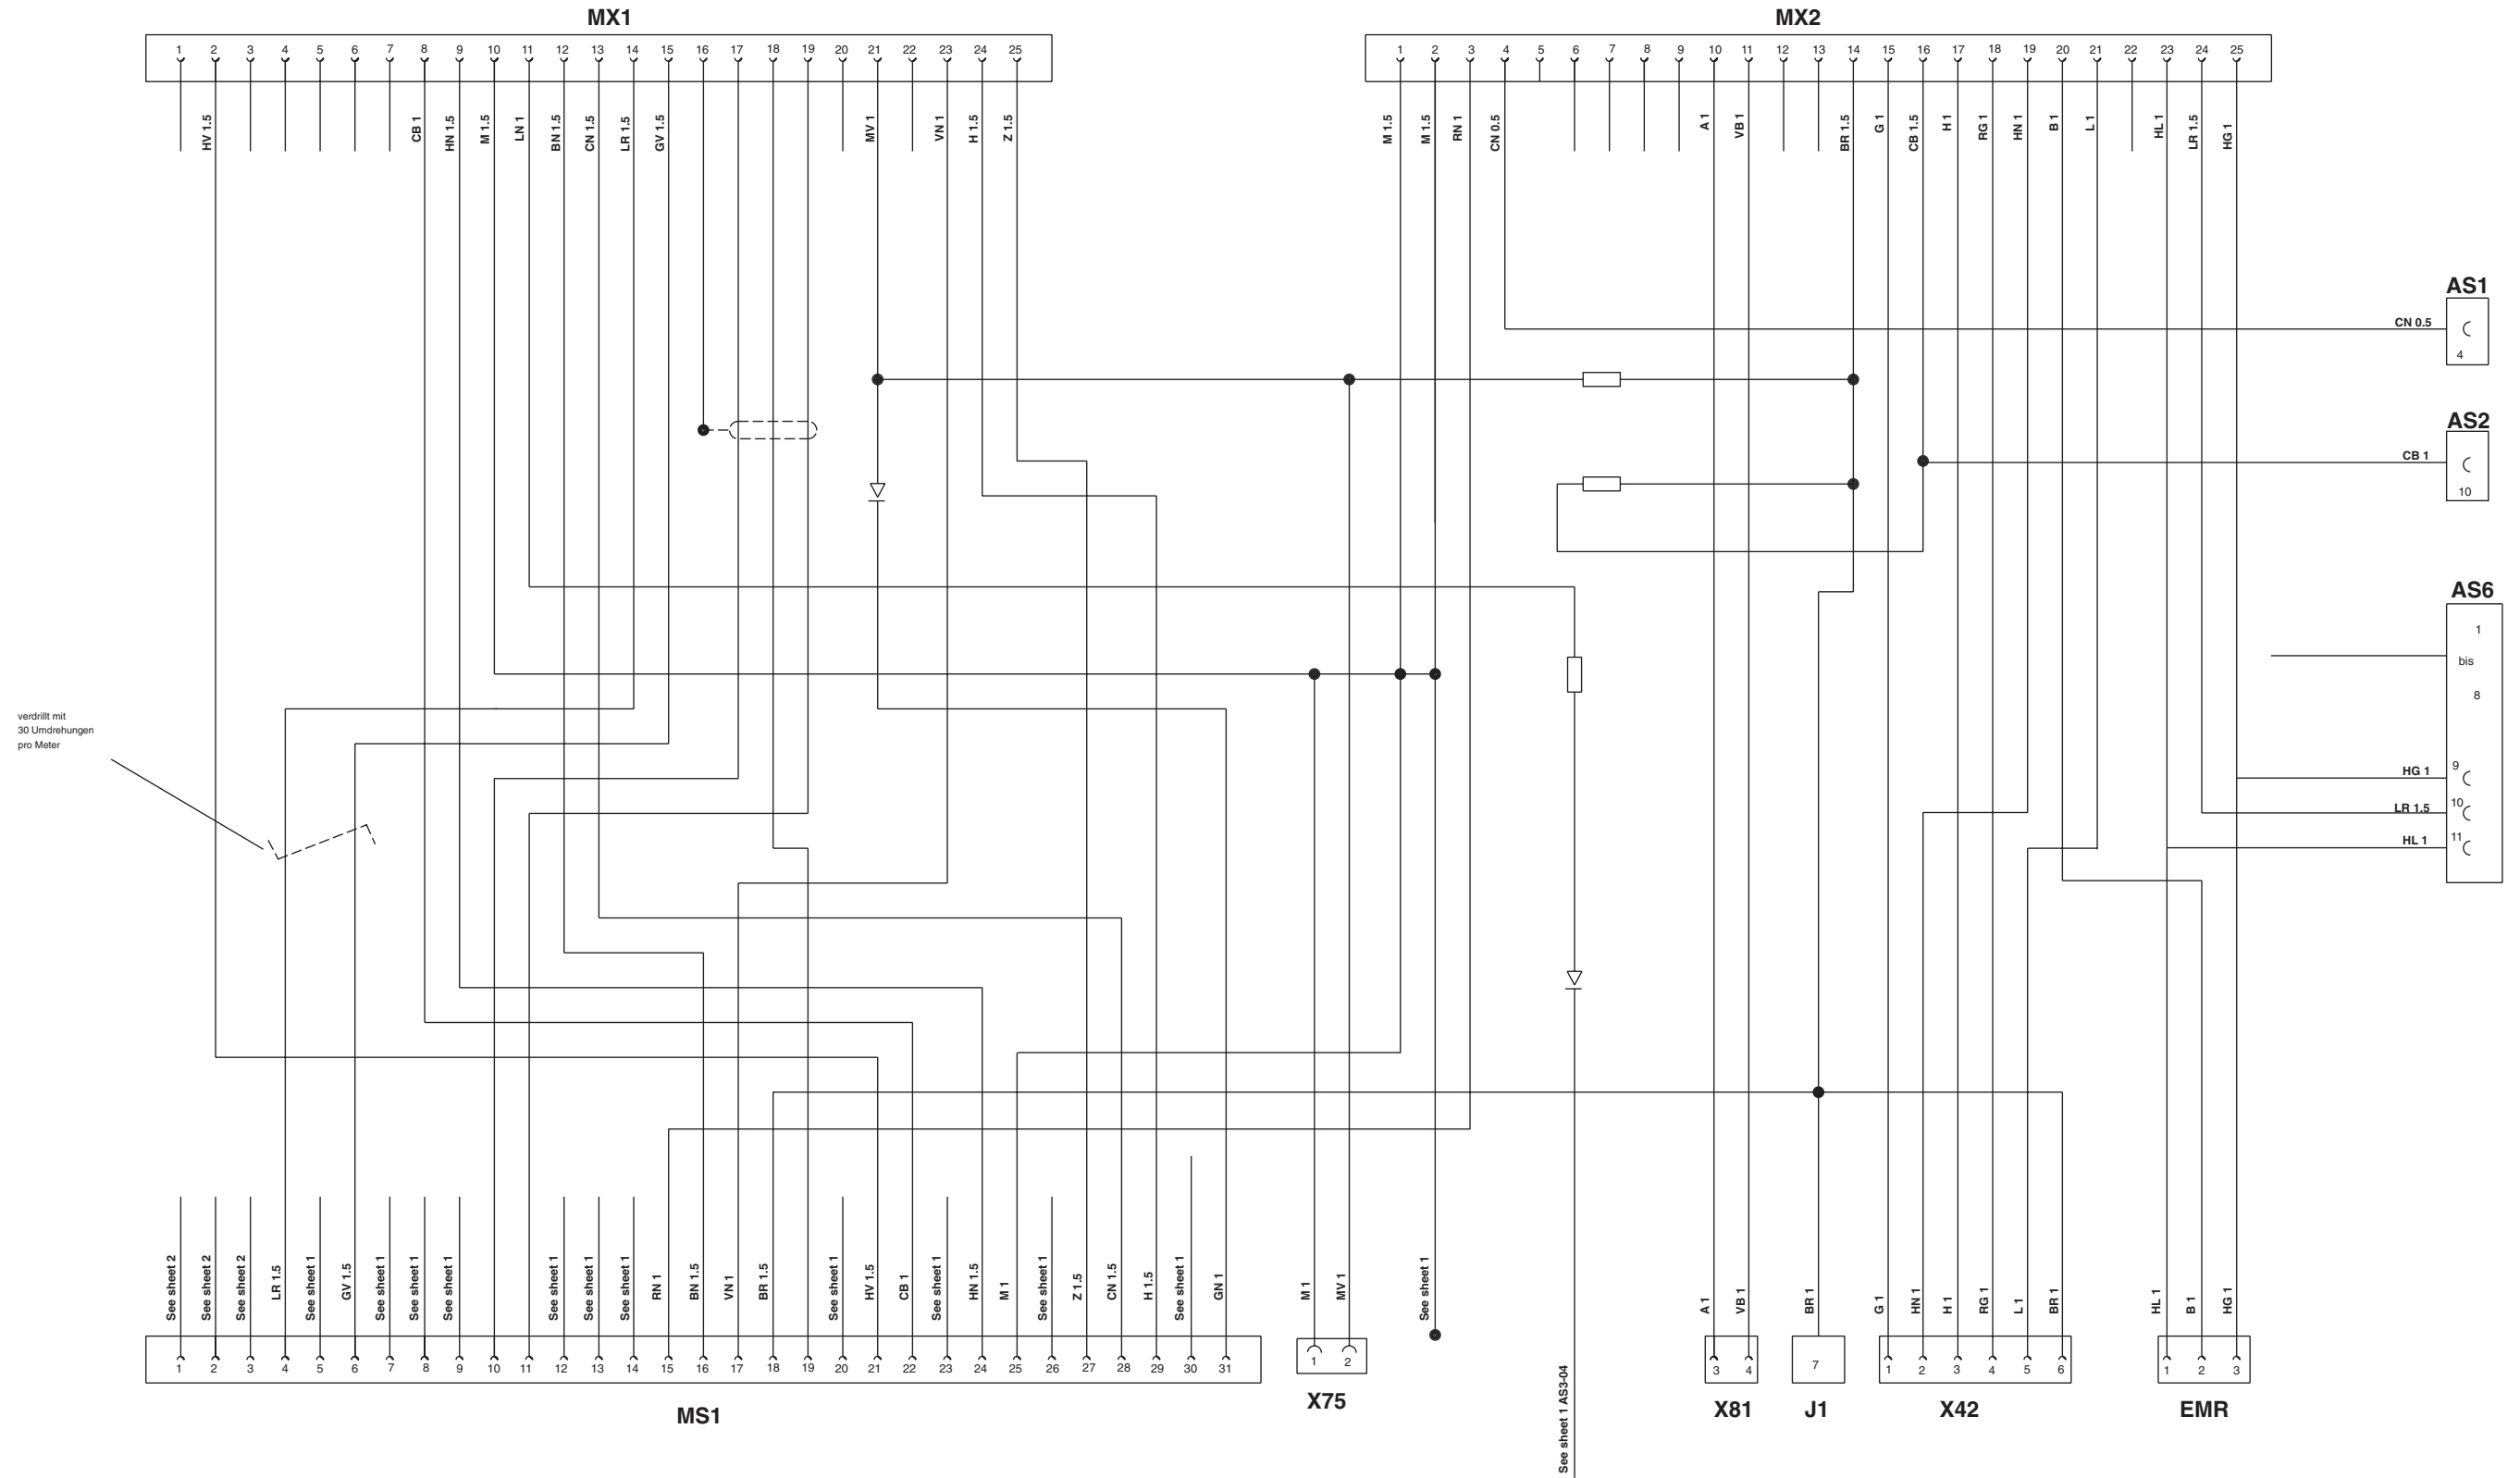 MX1
MX2
1 2 3 4 5 6 7 8 9 10 11 12 13 14 15 16 17 18 19 20 21 22 23 24 25
1 2 3 4 5 6 7 8 9 10 11 12 13 14 15 16 17 18 19 20 21 22 23 24 25
HV 1.5
CB 1
HN 1.5
M 1.5
LN 1
BN 1.5
CN 1.5
LR 1.5
GV 1.5
MV 1
VN 1
H 1.5
Z 1.5
M 1.5
M 1.5
RN 1
CN 0.5
A 1
VB 1
BR 1.5
G 1
CB 1.5
H 1
RG 1
HN 1
B 1
L 1
HL 1
LR 1.5
HG 1
AS1
CN 0.5
4
AS2
CB 1
10
AS6
1
bis
8
HG 1
9
LR 1.5
10
HL 1
11
verdrillt mit
30 Umdrehungen
pro Meter
See sheet 2
See sheet 2
See sheet 2
LR 1.5
See sheet 1
GV 1.5
See sheet 1
See sheet 1
See sheet 1
See sheet 1
See sheet 1
See sheet 1
RN 1
BN 1.5
VN 1
BR 1.5
See sheet 1
HV 1.5
CB 1
See sheet 1
HN 1.5
M 1
See sheet 1
Z 1.5
CN 1.5
H 1.5
See sheet 1
GN 1
M 1
MV 1
See sheet 1
See sheet 1 AS3-04
A 1
VB 1
BR 1
G 1
HN 1
H 1
RG 1
L 1
BR 1
HL 1
B 1
HG 1
1 2 3 4 5 6 7 8 9 10 11 12 13 14 15 16 17 18 19 20 21 22 23 24 25 26 27 28 29 30 31
1 2
3 4
7
1 2 3 4 5 6
1 2 3
MS1
X75
X81
J1
X42
EMR